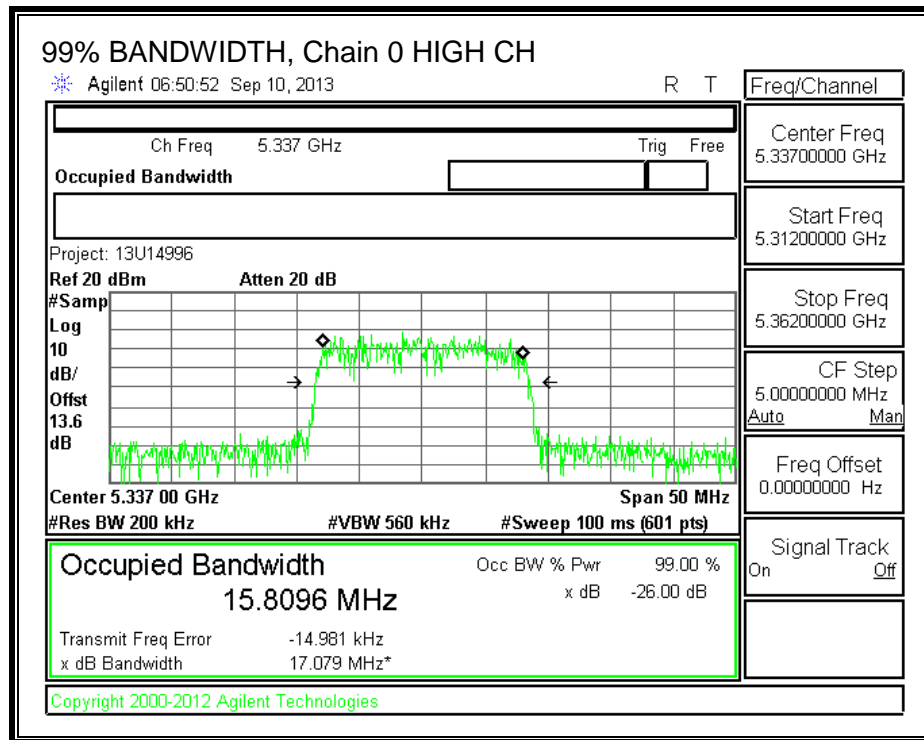 99% BANDWIDTH, Chain 0 HIGH CH
Agilent 06:50:52 Sep 10, 2013 R T
Freq/Channel
Ch Freq 5.337 GHz Trig Free
Occupied Bandwidth
Center Freq
5.33700000 GHz
Start Freq
5.31200000 GHz
Project: 13U14996
Ref 20 dBm Atten 20 dB
#Samp
Log
10
dB/
Offst
13.6
dB
Stop Freq
5.36200000 GHz
CF Step
5.00000000 MHz
Auto Man
Freq Offset
0.00000000 Hz
Center 5.337 00 GHz Span 50 MHz
#Res BW 200 kHz #VBW 560 kHz #Sweep 100 ms (601 pts)
Signal Track
On Off
Occupied Bandwidth
15.8096 MHz
Occ BW % Pwr 99.00 %
x dB -26.00 dB
Transmit Freq Error -14.981 kHz
x dB Bandwidth 17.079 MHz*
Copyright 2000-2012 Agilent Technologies